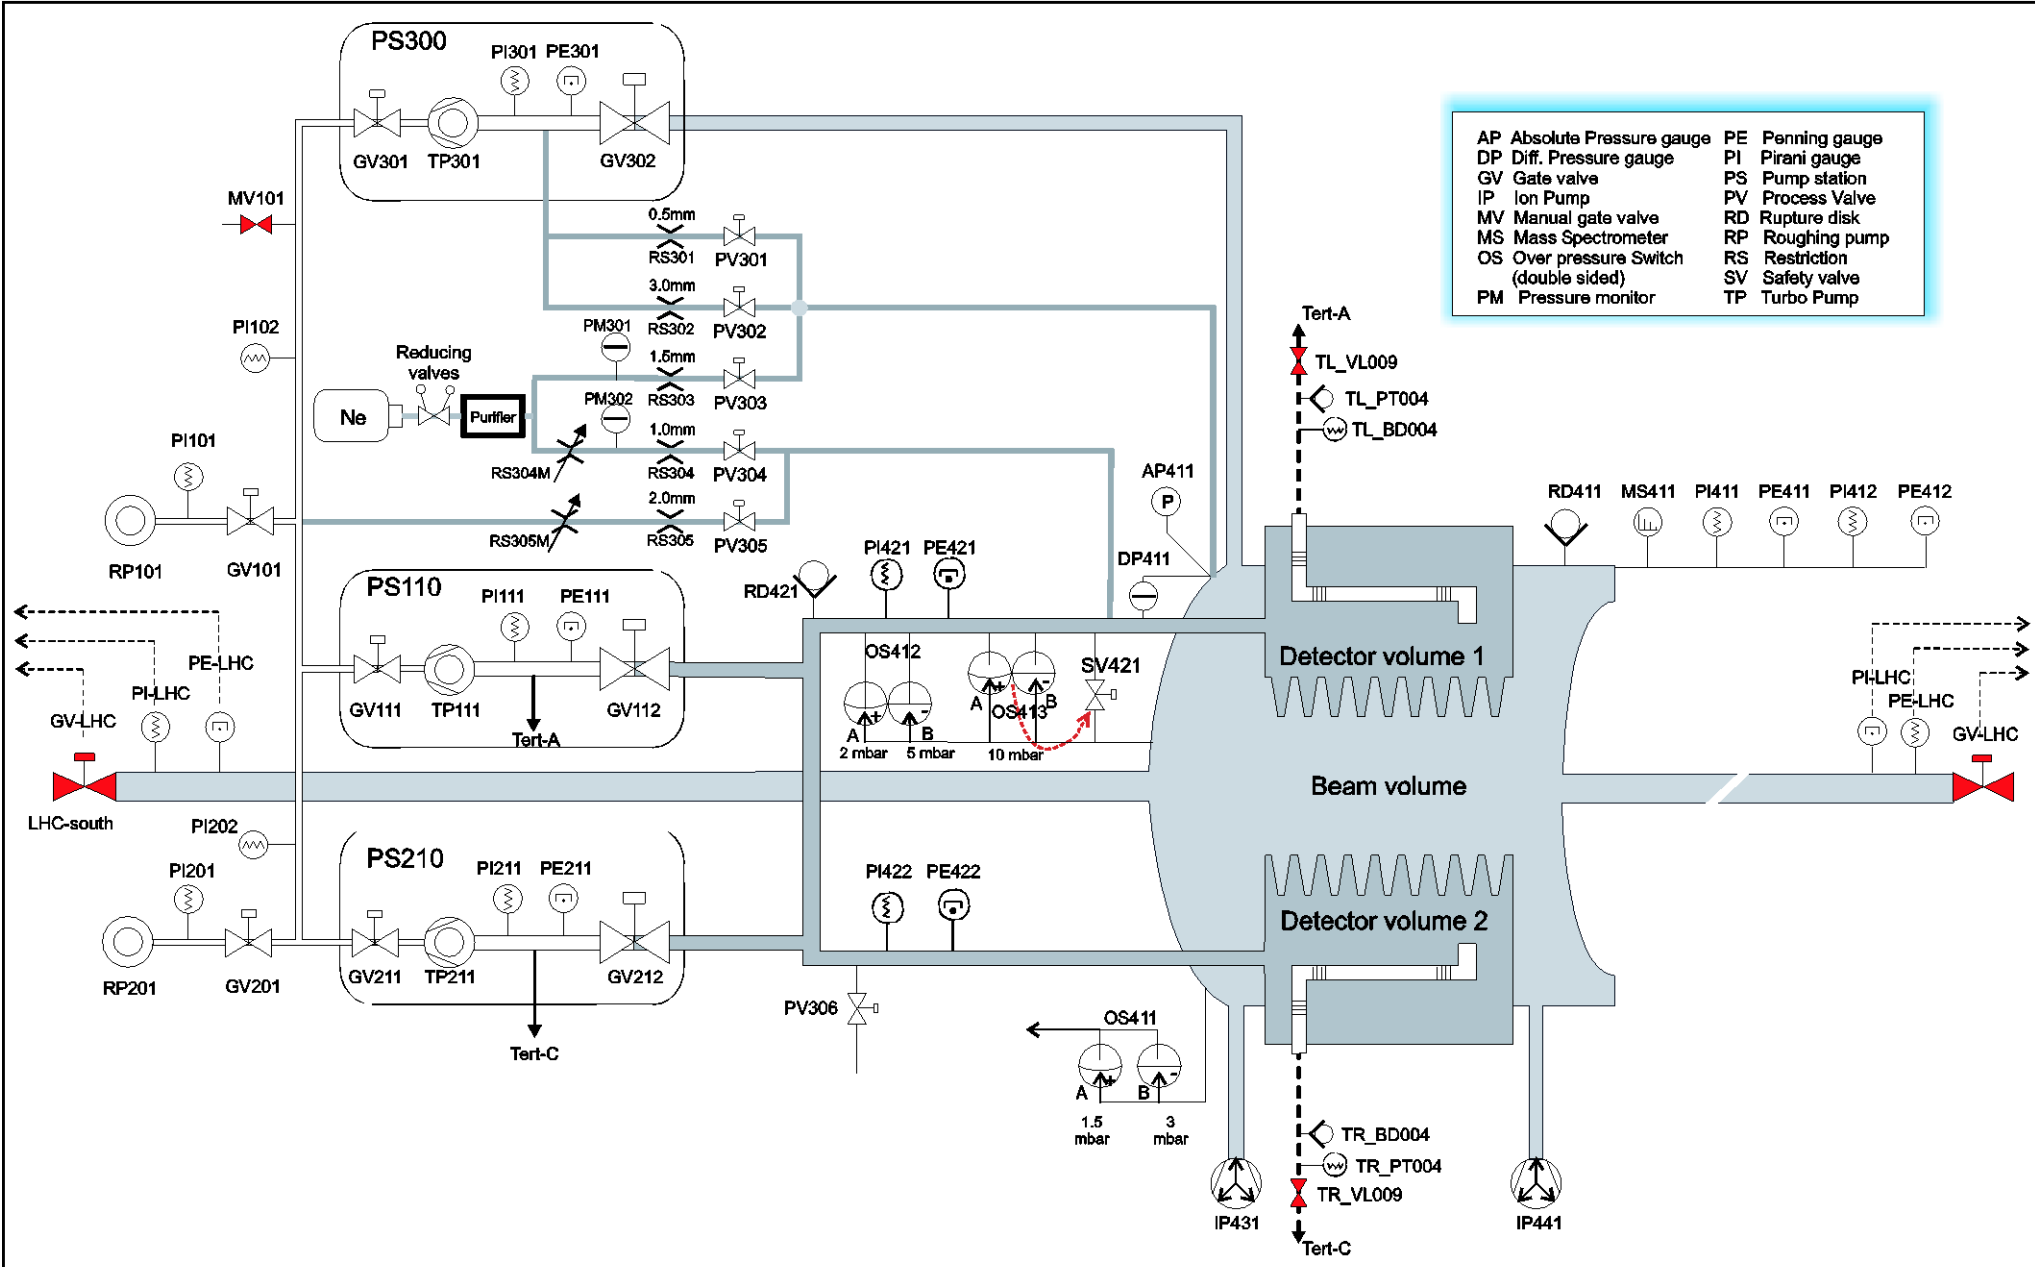 PS300
PI301
PE301
GV301
TP301
GV302
AP Absolute Pressure gauge
DP Diff. Pressure gauge
GV Gate valve
IP Ion Pump
MV Manual gate valve
MS Mass Spectrometer
OS Over pressure Switch
(double sided)
PM Pressure monitor
PE Penning gauge
PI Pirani gauge
PS Pump station
PV Process Valve
RD Rupture disk
RP Roughing pump
RS Restriction
SV Safety valve
TP Turbo Pump
MV101
0.5mm
RS301
PV301
3.0mm
RS302
PV302
PI102
PM301
1.5mm
RS303
PV303
Reducing
valves
Ne
Purifier
PM302
1.0mm
RS304M
RS304
PV304
2.0mm
RS305M
RS305
PV305
PI101
RP101
GV101
Tert-A
TL_VL009
TL_PT004
TL_BD004
AP411
DP411
RD411
MS411
PI411
PE411
PI412
PE412
P
PS110
PI111
PE111
GV111
TP111
GV112
Tert-A
RD421
PI421
PE421
OS412
A
+
B
-
2 mbar
5 mbar
A
+
OS413
B
-
10 mbar
SV421
Detector volume 1
Beam volume
Detector volume 2
PE-LHC
PI-LHC
GV-LHC
LHC-south
PI-LHC
PE-LHC
GV-LHC
PI202
PI201
RP201
GV201
PS210
PI211
PE211
GV211
TP211
GV212
Tert-C
PI422
PE422
PV306
OS411
A
+
B
-
1.5
mbar
3
mbar
IP431
IP441
TR_BD004
TR_PT004
TR_VL009
Tert-C